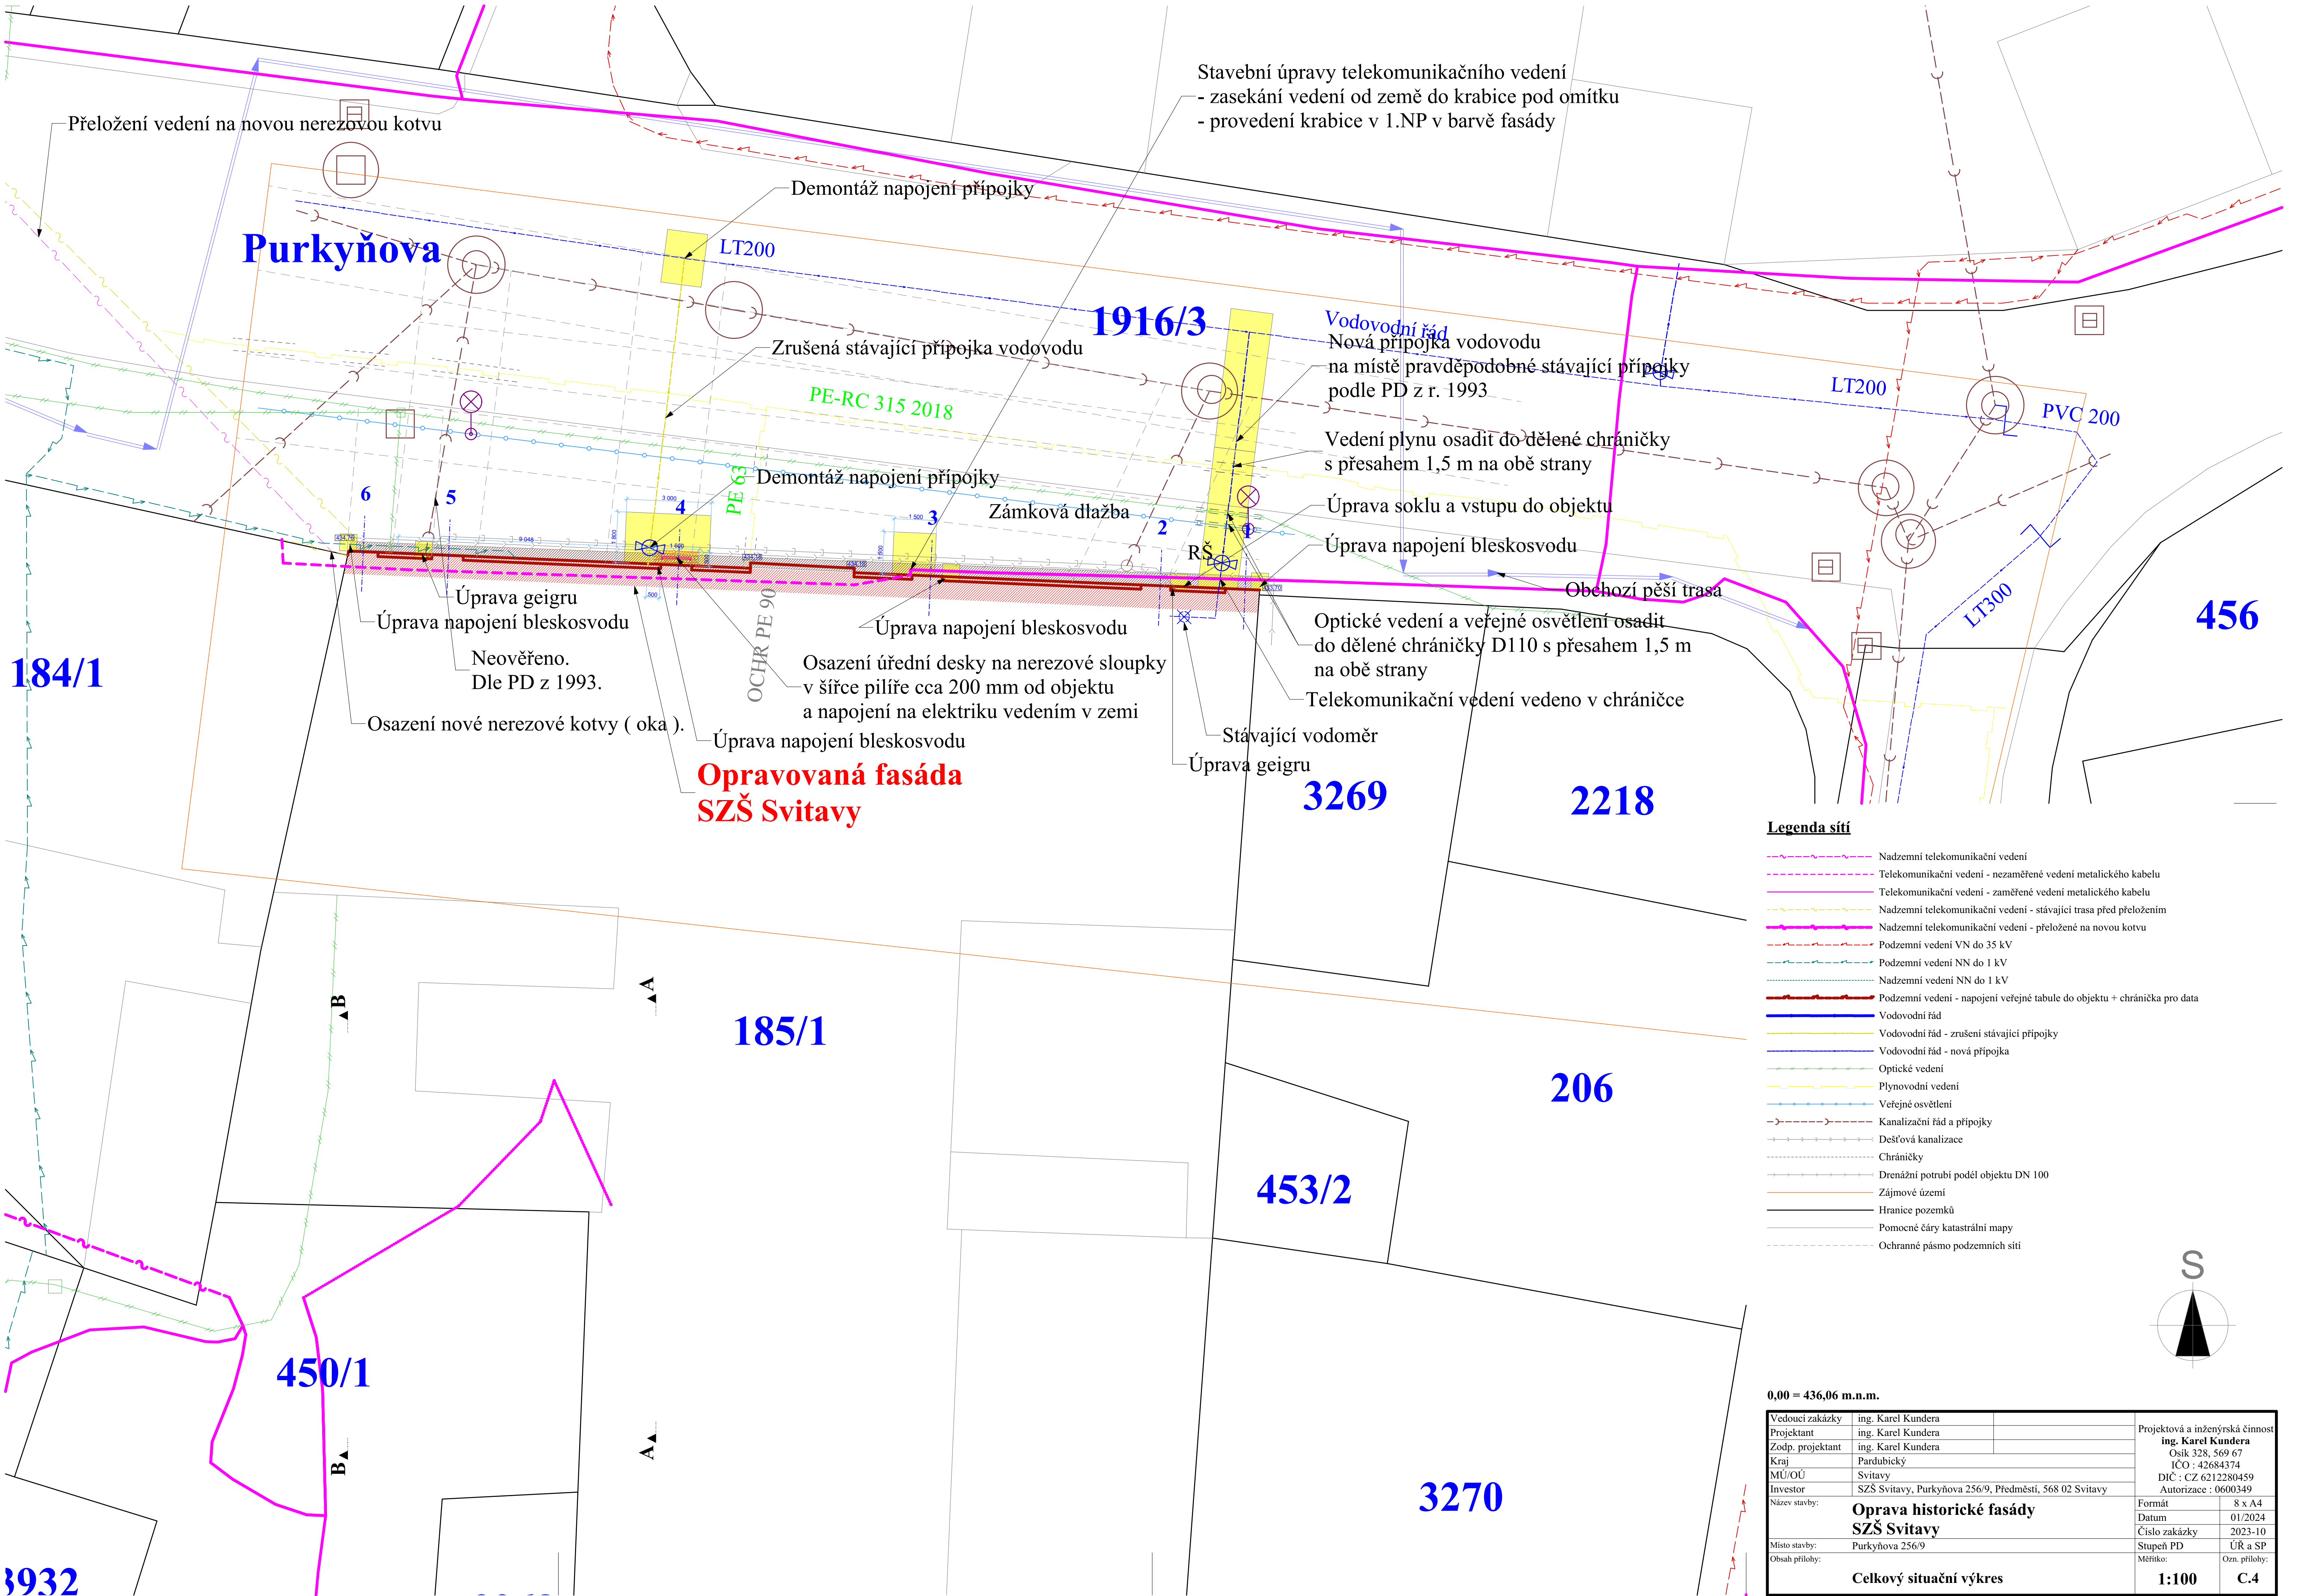 Stavební úpravy telekomunikačního vedení
- zasekání vedení od země do krabice pod omítku
- provedení krabice v 1.NP v barvě fasády
Přeložení vedení na novou nerezovou kotvu
Demontáž napojení přípojky
Purkyňova
LT200
1916/3
Vodovodní řád
Zrušená stávající přípojka vodovodu
Nová přípojka vodovodu
na místě pravděpodobné stávající přípojky
podle PD z r. 1993
LT200
PVC 200
PE-RC 315 2018
Vedení plynu osadit do dělené chráničky
s přesahem 1,5 m na obě strany
PE 63
Demontáž napojení přípojky
6
5
4
3
2
1
3 000
1 500
9 048
Zámková dlažba
Úprava soklu a vstupu do objektu
RŠ
Úprava napojení bleskosvodu
Obchozí pěší trasa
LT300
456
Úprava geigru
Úprava napojení bleskosvodu
500
OCHR PE 90
Úprava napojení bleskosvodu
Optické vedení a veřejné osvětlení osadit
do dělené chráničky D110 s přesahem 1,5 m
na obě strany
184/1
Neověřeno.
Dle PD z 1993.
Osazení úřední desky na nerezové sloupky
v šířce pilíře cca 200 mm od objektu
a napojení na elektriku vedením v zemi
Telekomunikační vedení vedeno v chráničce
Osazení nové nerezové kotvy ( oka ).
Úprava napojení bleskosvodu
Stávající vodoměr
Úprava geigru
Opravovaná fasáda
SZŠ Svitavy
3269
2218
Legenda sítí
Nadzemní telekomunikační vedení
Telekomunikační vedení - nezaměřené vedení metalického kabelu
Telekomunikační vedení - zaměřené vedení metalického kabelu
Nadzemní telekomunikační vedení - stávající trasa před přeložením
Nadzemní telekomunikační vedení - přeložené na novou kotvu
Podzemní vedení VN do 35 kV
Podzemní vedení NN do 1 kV
Nadzemní vedení NN do 1 kV
Podzemní vedení - napojení veřejné tabule do objektu + chránička pro data
Vodovodní řád
Vodovodní řád - zrušení stávající přípojky
Vodovodní řád - nová přípojka
Optické vedení
Plynovodní vedení
Veřejné osvětlení
Kanalizační řád a přípojky
Dešťová kanalizace
Chráničky
Drenážní potrubí podél objektu DN 100
Zájmové území
Hranice pozemků
Pomocné čáry katastrální mapy
Ochranné pásmo podzemních sítí
B
A
185/1
206
453/2
450/1
B
A
3270
3932
S
0,00 = 436,06 m.n.m.
Vedoucí zakázky ing. Karel Kundera
Projektant ing. Karel Kundera
Zodp. projektant ing. Karel Kundera
Kraj Pardubický
MÚ/OÚ Svitavy
Investor SZŠ Svitavy, Purkyňova 256/9, Předměstí, 568 02 Svitavy
Projektová a inženýrská činnost
ing. Karel Kundera
Osík 328, 569 67
IČO : 42684374
DIČ : CZ 6212280459
Autorizace : 0600349
Název stavby:
Oprava historické fasády
SZŠ Svitavy
Formát 8 x A4
Datum 01/2024
Číslo zakázky 2023-10
Stupeň PD ÚŘ a SP
Místo stavby: Purkyňova 256/9
Obsah přílohy:
Celkový situační výkres
Měřítko:
1:100
Ozn. přílohy:
C.4